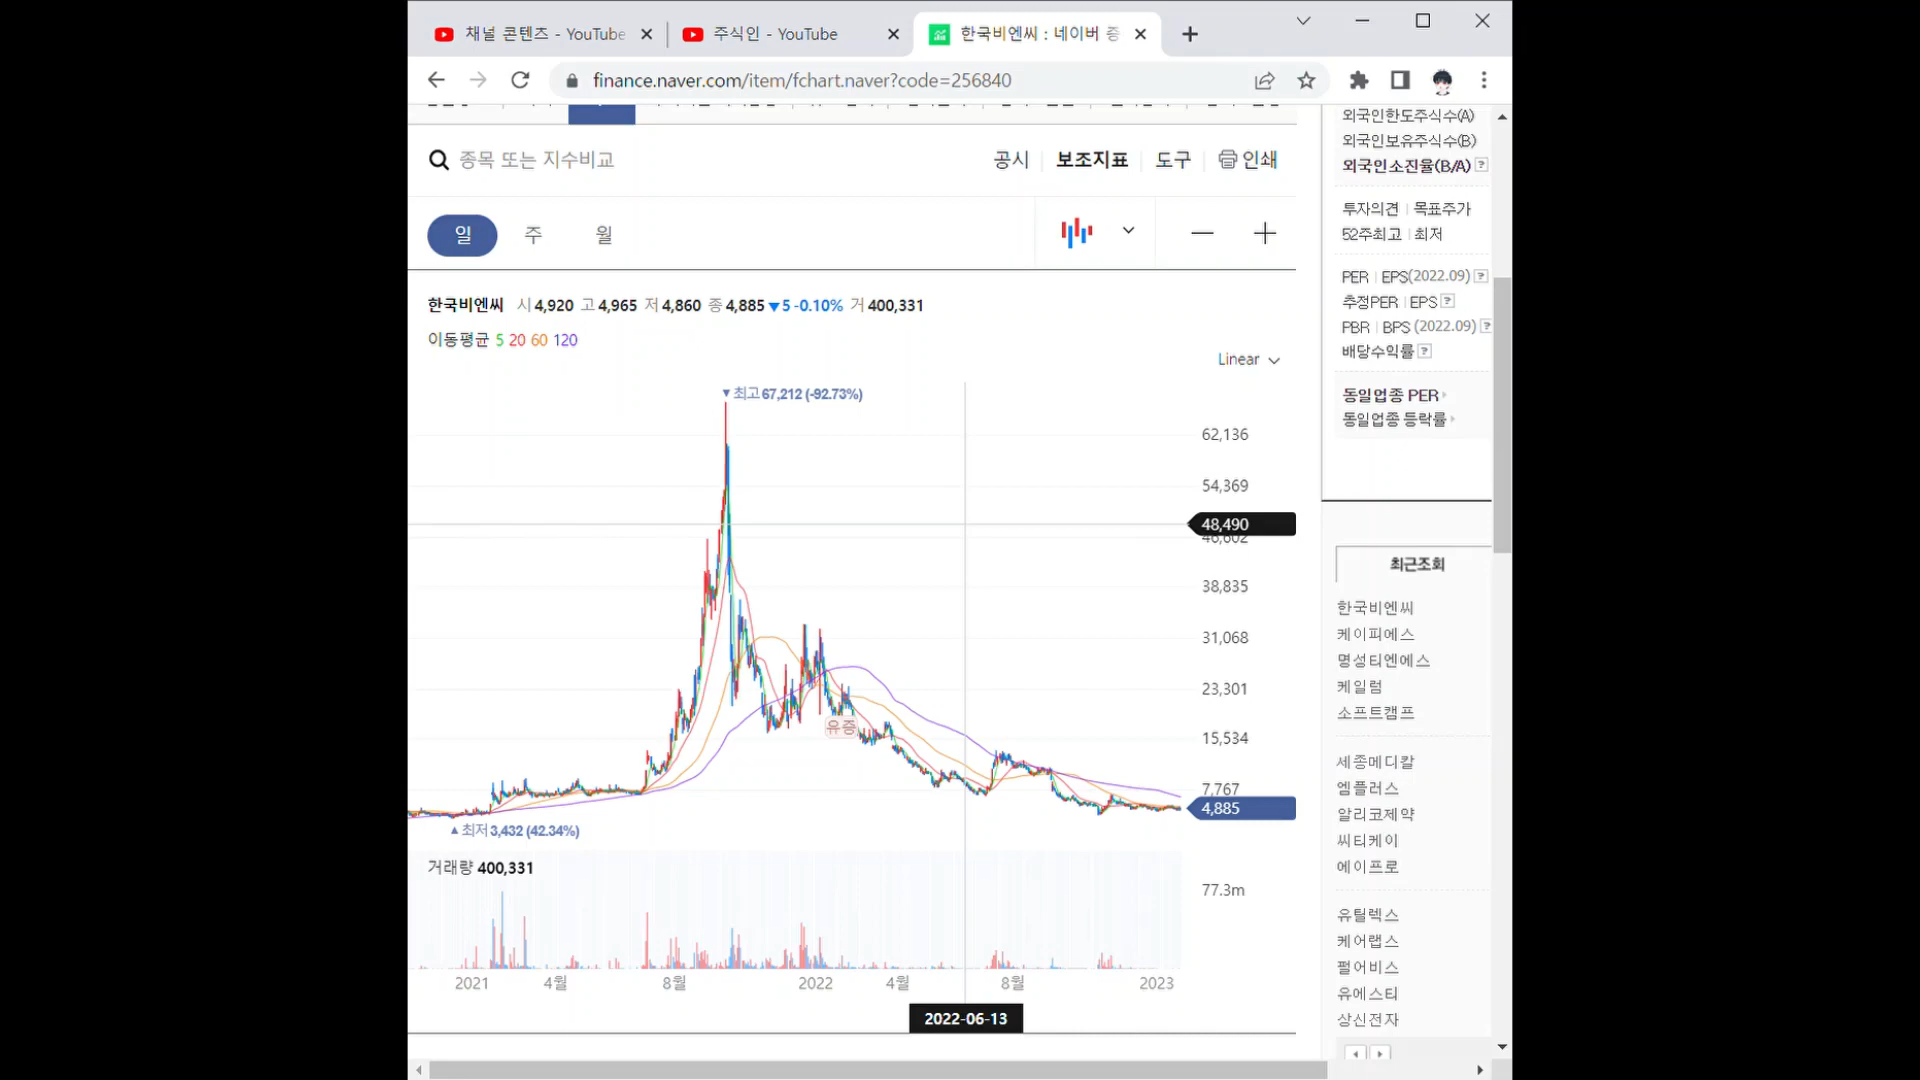 채널 콘텐츠 - YouTube
주식인 - YouTube
한국비엔씨 : 네이버 증
finance.naver.com/item/fchart.naver?code=256840
종목 또는 지수비교
공시 보조지표 도구 인쇄
일 주 월
한국비엔씨 시 4,920 고 4,965 저 4,860 종 4,885 ▼5 -0.10% 거 400,331
이동평균 5 20 60 120
Linear
▼최고 67,212 (-92.73%)
62,136
54,369
48,490
46,602
38,835
31,068
23,301
유증
15,534
7,767
4,885
▲최저 3,432 (42.34%)
거래량 400,331
77.3m
2021 4월 8월 2022 4월 8월 2023
2022-06-13
외국인한도주식수(A)
외국인보유주식수(B)
외국인소진율(B/A) ?
투자의견 | 목표주가
52주최고 | 최저
PER | EPS(2022.09) ?
추정PER | EPS ?
PBR | BPS (2022.09) ?
배당수익률 ?
동일업종 PER
동일업종 등락률
최근조회
한국비엔씨
케이피에스
명성티엔에스
케일럼
소프트캠프
세종메디칼
엠플러스
알리코제약
씨티케이
에이프로
유틸렉스
케어랩스
펄어비스
유에스티
상신전자